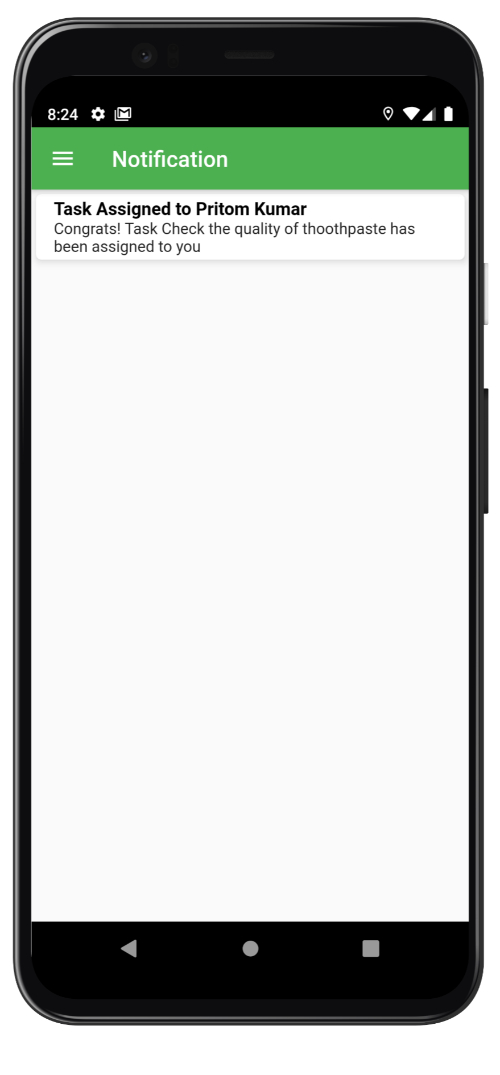 8:24
Notification
Task Assigned to Pritom Kumar
Congrats! Task Check the quality of thoothpaste has
been assigned to you